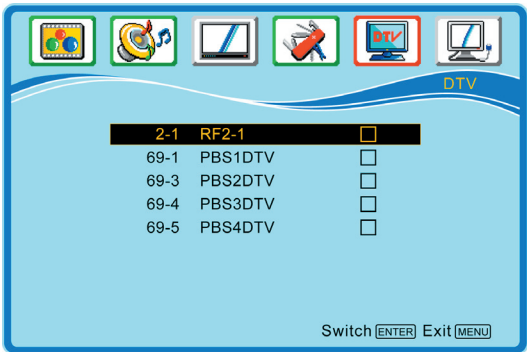 DTV
DTV
2-1 RF2-1
69-1 PBS1DTV
69-3 PBS2DTV
69-4 PBS3DTV
69-5 PBS4DTV
Switch ENTER Exit MENU